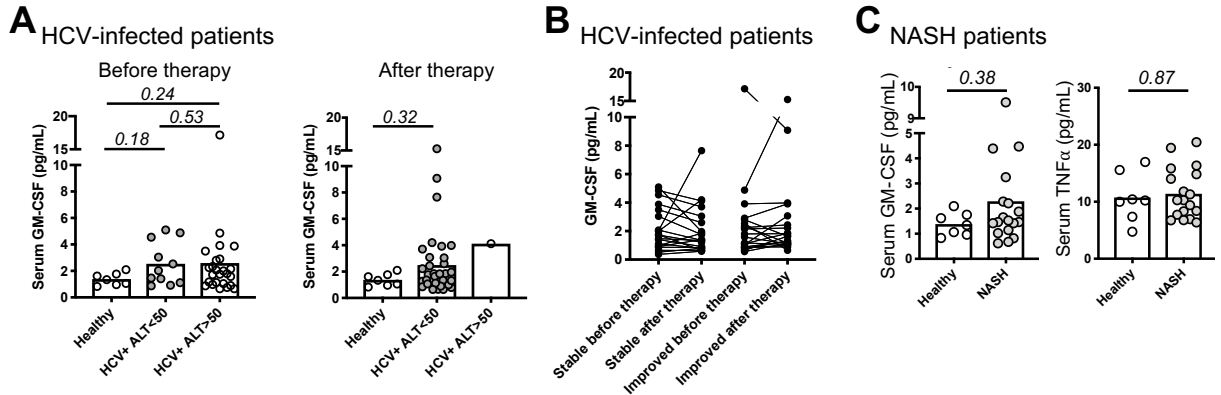 A HCV-infected patients
Before therapy
Serum GM-CSF (pg/mL)
20
15
10
8
6
4
2
0
0.24
0.53
0.18
Healthy
HCV+ ALT<50
HCV+ ALT>50
After therapy
Serum GM-CSF (pg/mL)
20
15
10
8
6
4
2
0
0.32
Healthy
HCV+ ALT<50
HCV+ ALT>50
B HCV-infected patients
GM-CSF (pg/mL)
20
15
10
8
6
4
2
0
Stable before therapy
Stable after therapy
Improved before therapy
Improved after therapy
C NASH patients
Serum GM-CSF (pg/mL)
10
9
5
4
3
2
1
0
0.38
Healthy
NASH
Serum TNFα (pg/mL)
30
20
10
0
0.87
Healthy
NASH